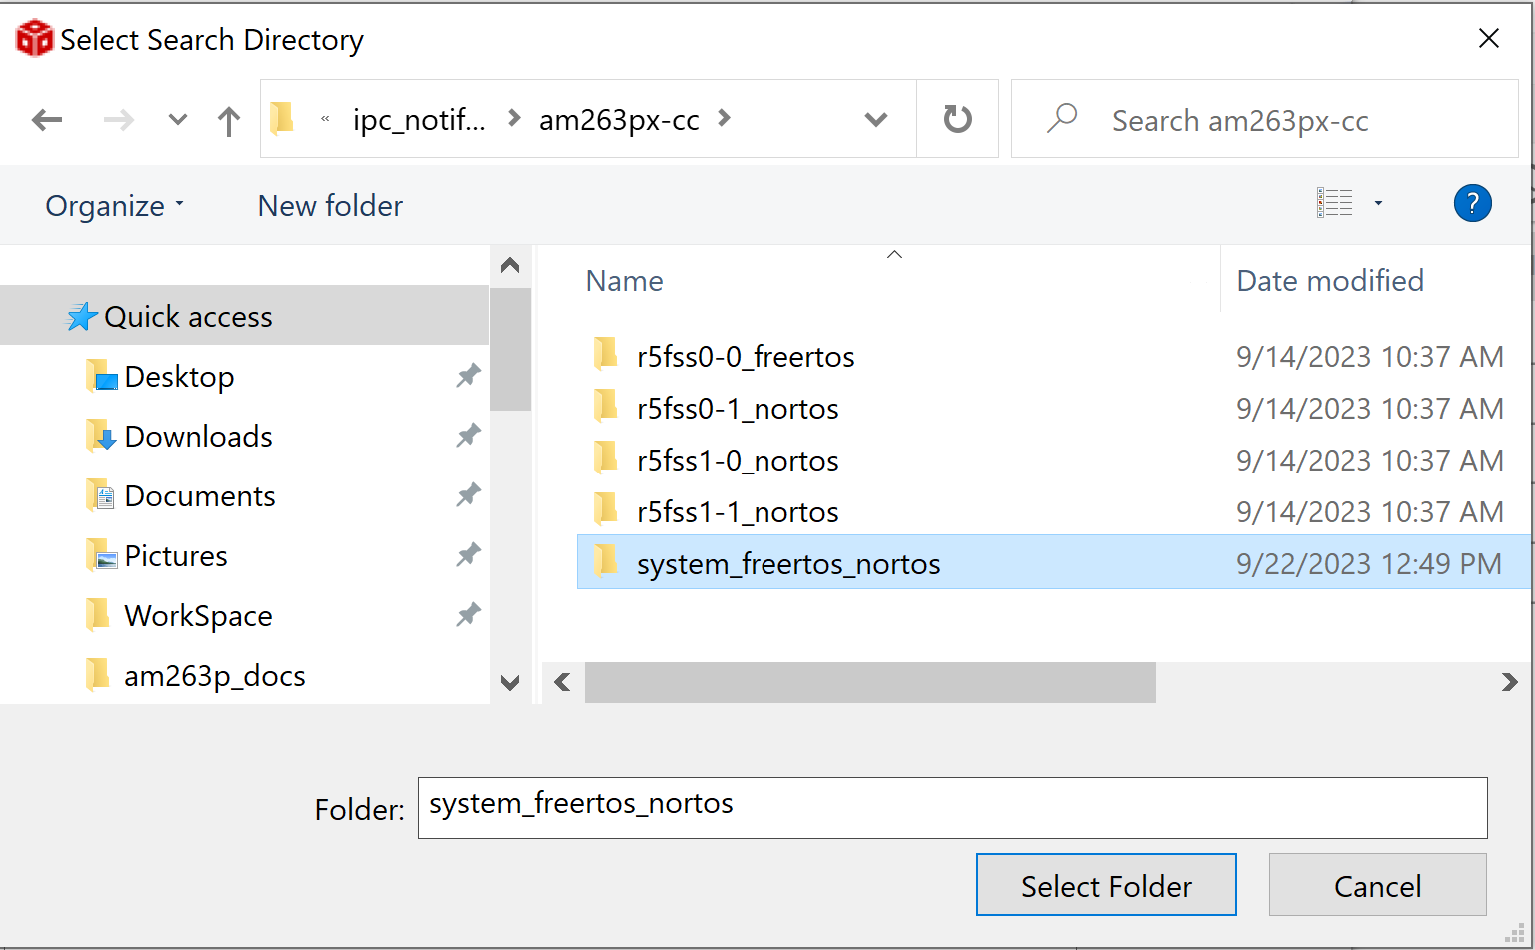 Select Search Directory
« ipc_notif... am263px-cc
Search am263px-cc
Organize New folder
?
Name Date modified
Quick access
Desktop
Downloads
Documents
Pictures
WorkSpace
am263p_docs
r5fss0-0_freertos 9/14/2023 10:37 AM
r5fss0-1_nortos 9/14/2023 10:37 AM
r5fss1-0_nortos 9/14/2023 10:37 AM
r5fss1-1_nortos 9/14/2023 10:37 AM
system_freertos_nortos 9/22/2023 12:49 PM
Folder: system_freertos_nortos
Select Folder Cancel